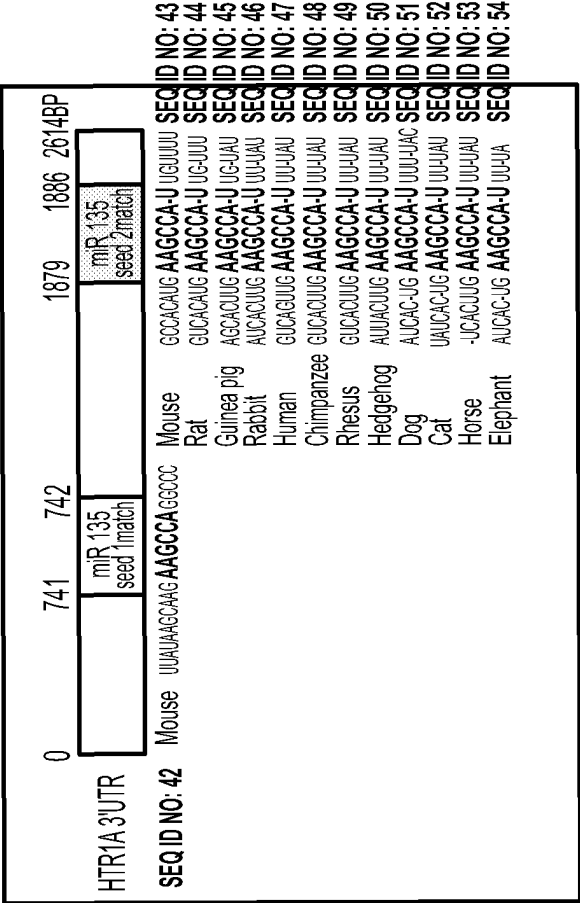 0 741 742 1879 1886 2614BP
HTR1A 3'UTR
miR 135
seed 1match
miR 135
seed 2match
SEQ ID NO: 42 Mouse UUAUAAGCAAG AAGCCAGGCCC
Mouse GCCACAUG AAGCCA-U UGUUUU SEQ ID NO: 43
Rat GUCACAUG AAGCCA-U UG-UUU SEQ ID NO: 44
Guinea pig AGCACUUG AAGCCA-U UG-UAU SEQ ID NO: 45
Rabbit AUCACUUG AAGCCA-U UU-UAU SEQ ID NO: 46
Human GUCAGUUG AAGCCA-U UU-UAU SEQ ID NO: 47
Chimpanzee GUCACUUG AAGCCA-U UU-UAU SEQ ID NO: 48
Rhesus GUCACUUG AAGCCA-U UU-UAU SEQ ID NO: 49
Hedgehog AUUACUUG AAGCCA-U UU-UAU SEQ ID NO: 50
Dog AUCAC-UG AAGCCA-U UUU-UAC SEQ ID NO: 51
Cat UAUCAC-UG AAGCCA-U UU-UAU SEQ ID NO: 52
Horse -UCACUUG AAGCCA-U UU-UAU SEQ ID NO: 53
Elephant AUCAC-UG AAGCCA-U UU-UA SEQ ID NO: 54